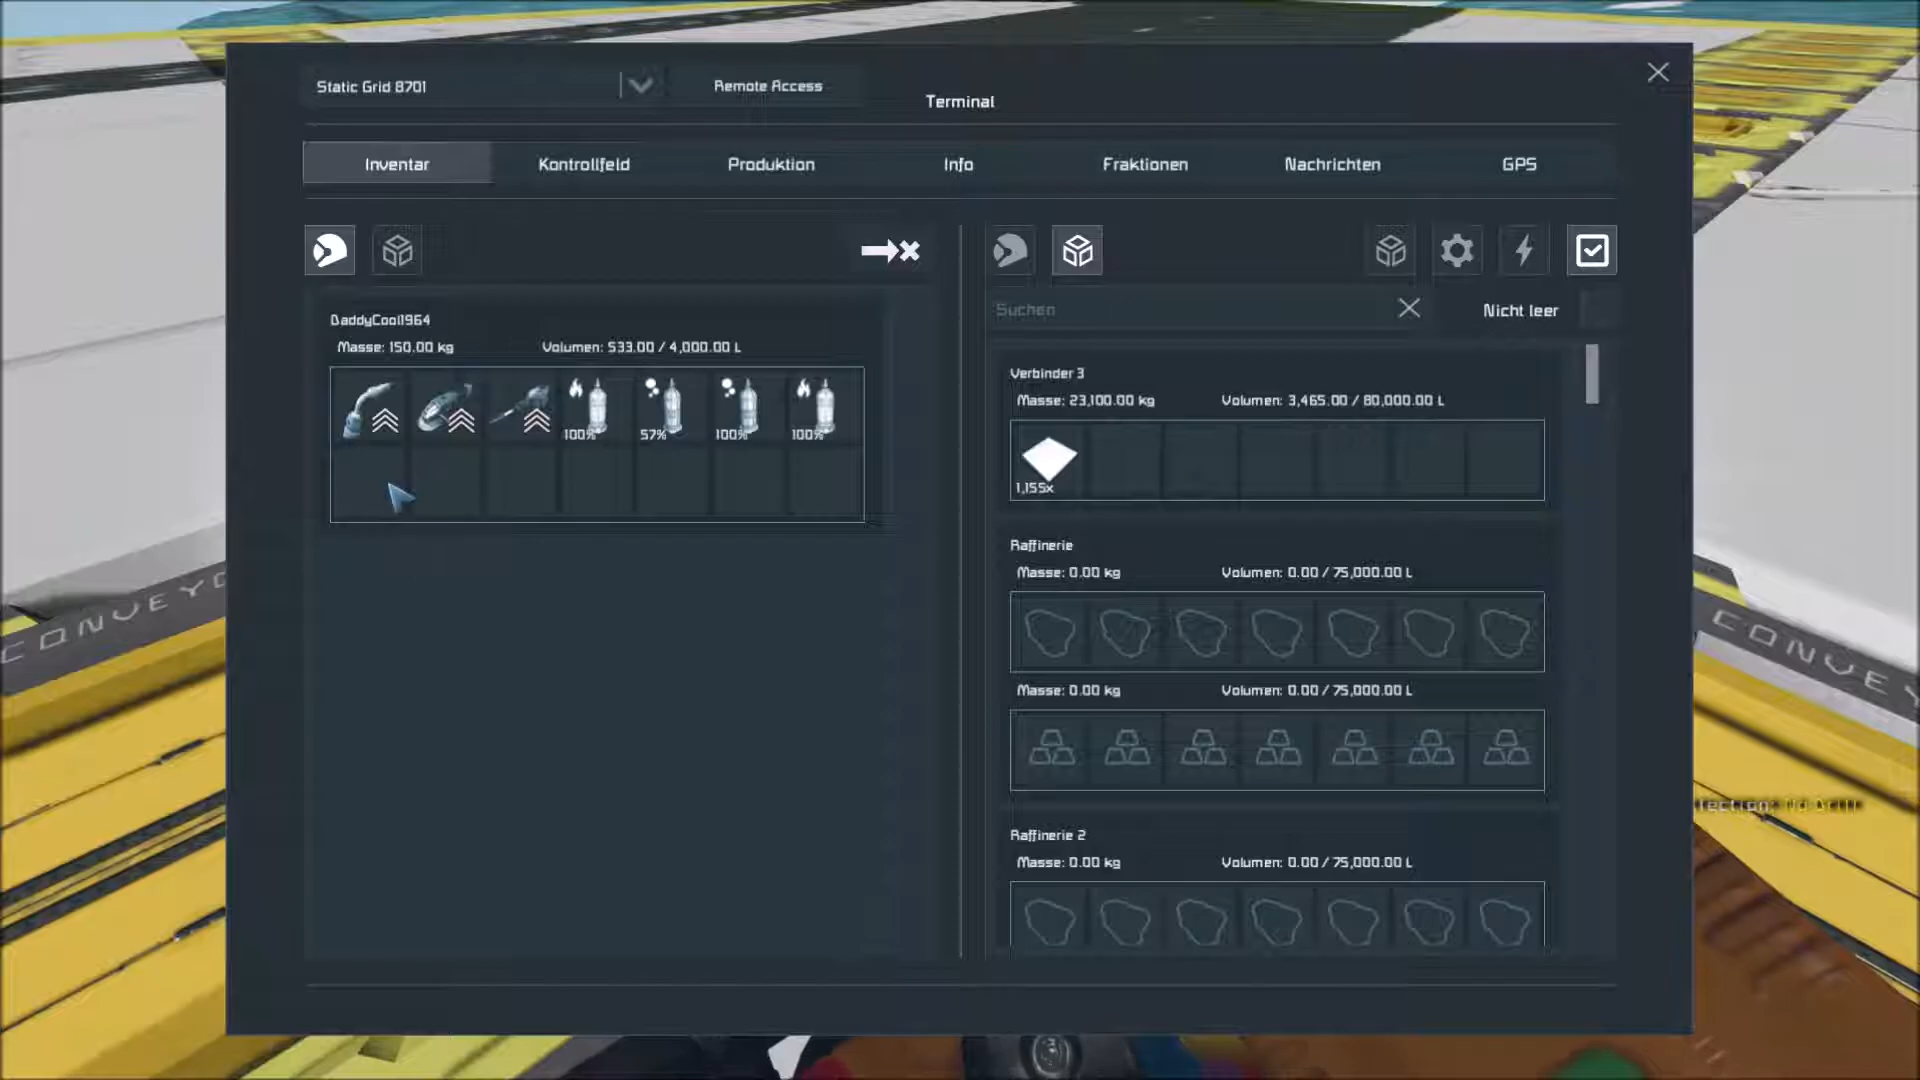 Static Grid 8701
Remote Access
Terminal
Inventar
Kontrollfeld
Produktion
Info
Fraktionen
Nachrichten
GPS
Suchen
Nicht leer
DaddyCool1964
Masse: 150.00 kg
Volumen: 533.00 / 4,000.00 L
100%
57%
100%
100%
Verbinder 3
Masse: 23,100.00 kg
Volumen: 3,465.00 / 80,000.00 L
1,155x
Raffinerie
Masse: 0.00 kg
Volumen: 0.00 / 75,000.00 L
Masse: 0.00 kg
Volumen: 0.00 / 75,000.00 L
Raffinerie 2
Masse: 0.00 kg
Volumen: 0.00 / 75,000.00 L
CONVEYO
CONVEY